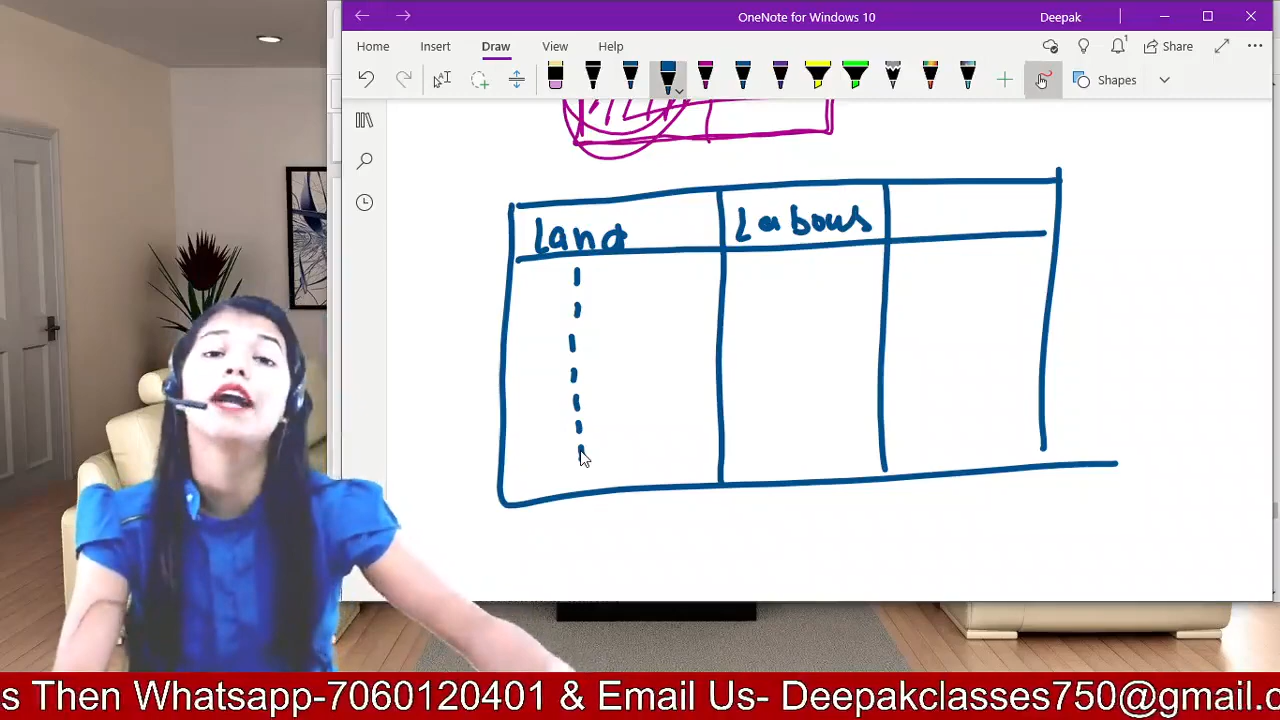 OneNote for Windows 10
Deepak
Home Insert Draw View Help
Share
Shapes
Land Labour
s Then Whatsapp-7060120401 & Email Us- Deepakclasses750@gmail.c